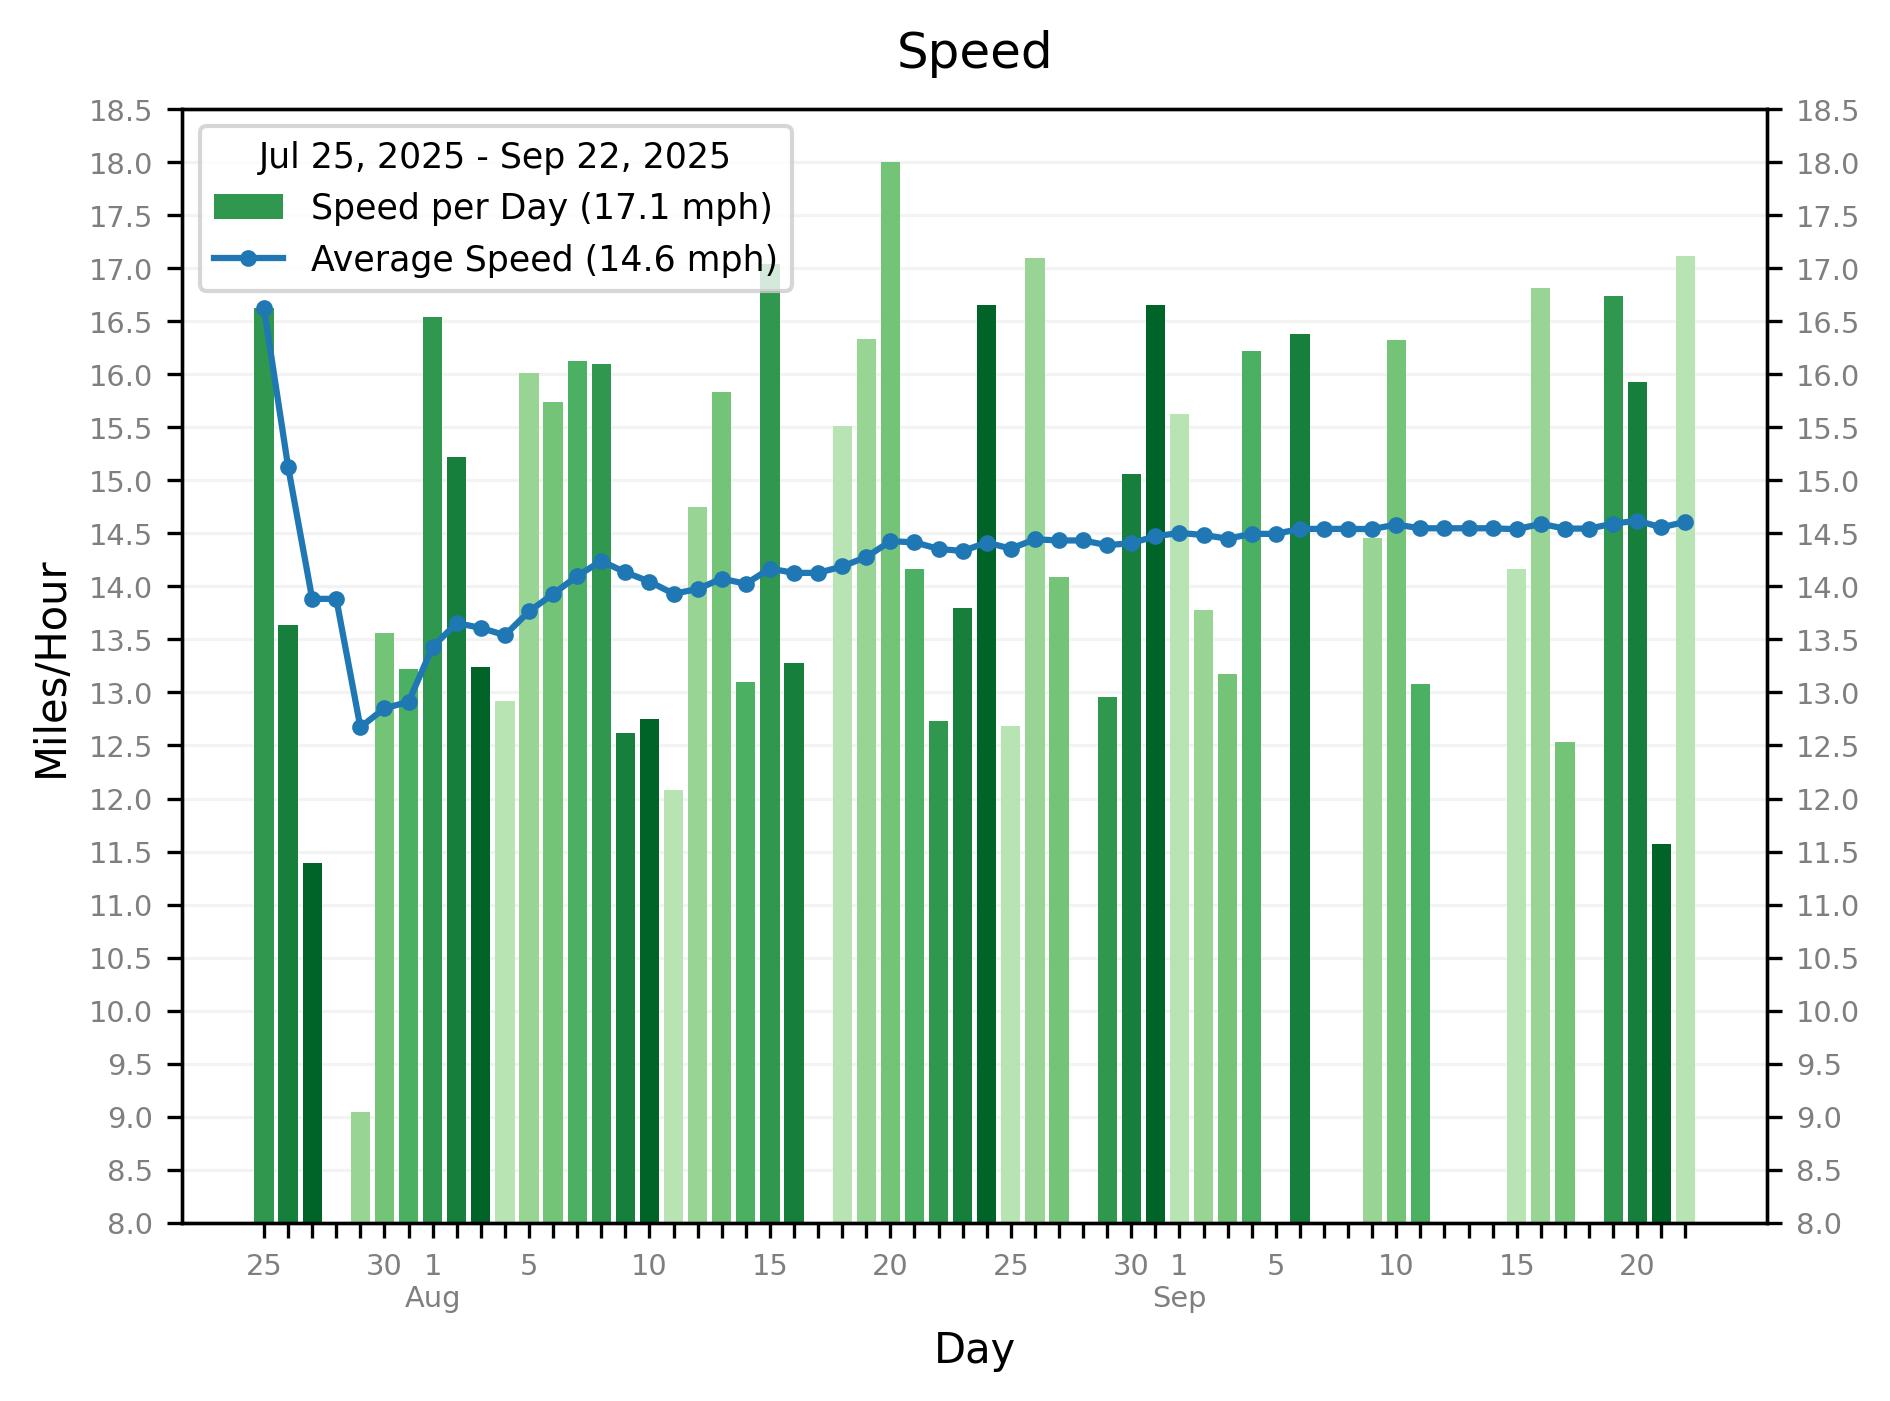 Speed
Jul 25, 2025 - Sep 22, 2025
Speed per Day (17.1 mph)
Average Speed (14.6 mph)
Miles/Hour
18.5 18.5
18.0 18.0
17.5 17.5
17.0 17.0
16.5 16.5
16.0 16.0
15.5 15.5
15.0 15.0
14.5 14.5
14.0 14.0
13.5 13.5
13.0 13.0
12.5 12.5
12.0 12.0
11.5 11.5
11.0 11.0
10.5 10.5
10.0 10.0
9.5 9.5
9.0 9.0
8.5 8.5
8.0 8.0
25 30 1 5 10 15 20 25 30 1 5 10 15 20
Aug Sep
Day